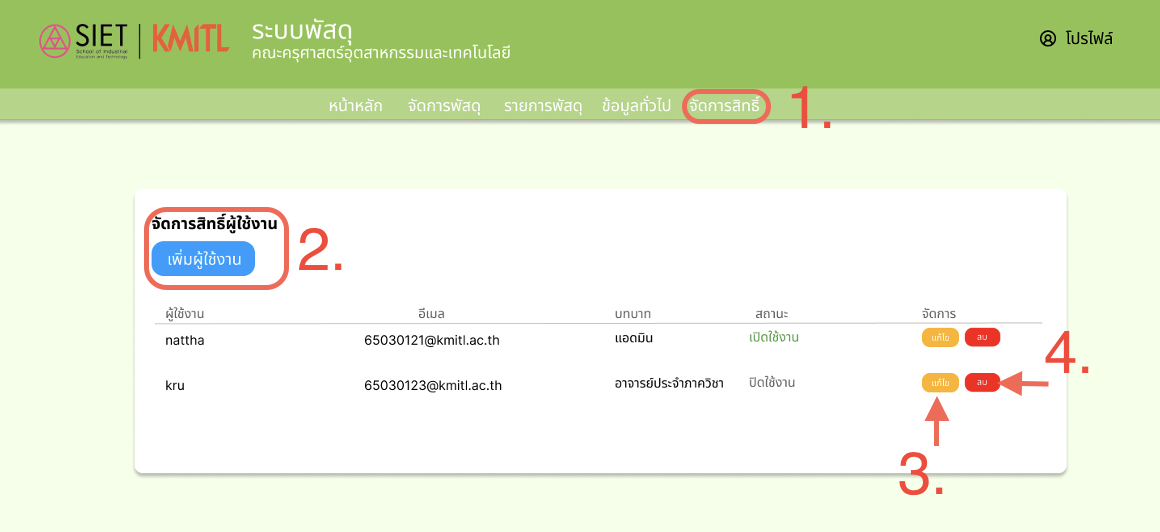 SIET
School of Industrial
Education and Technology
KMITL
ระบบพัสดุ
คณะครุศาสตร์อุตสาหกรรมและเทคโนโลยี
โปรไฟล์
หน้าหลัก จัดการพัสดุ รายการพัสดุ ข้อมูลทั่วไป จัดการสิทธิ์ 1.
จัดการสิทธิ์ผู้ใช้งาน
เพิ่มผู้ใช้งาน
2.
ผู้ใช้งาน อีเมล บทบาท สถานะ จัดการ
nattha 65030121@kmitl.ac.th แอดมิน เปิดใช้งาน แก้ไข ลบ
kru 65030123@kmitl.ac.th อาจารย์ประจำภาควิชา ปิดใช้งาน แก้ไข ลบ
4.
3.